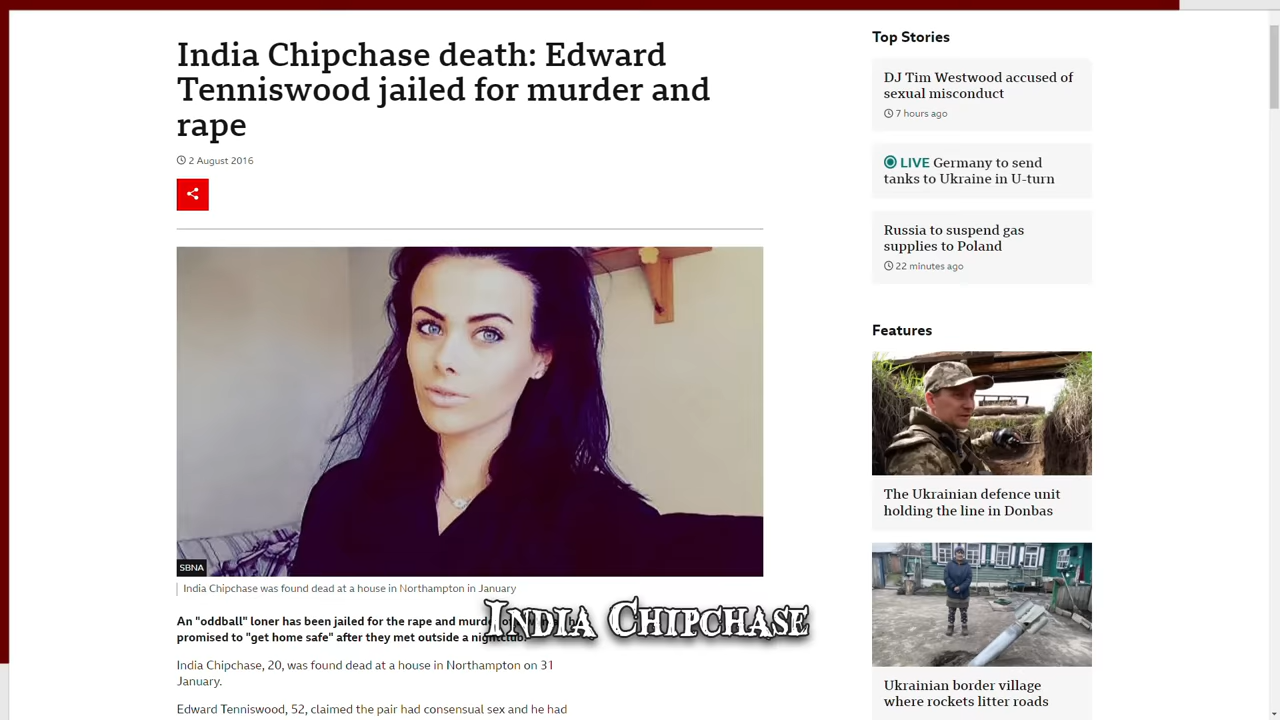 India Chipchase death: Edward
Tenniswood jailed for murder and
rape
2 August 2016
SBNA
India Chipchase was found dead at a house in Northampton in January
An "oddball" loner has been jailed for the rape and
promised to "get home safe" after they met outside a
India Chipchase, 20, was found dead at a house in Northampton on 31
January.
Edward Tenniswood, 52, claimed the pair had consensual sex and he had
INDIA CHIPCHASE
Top Stories
DJ Tim Westwood accused of
sexual misconduct
7 hours ago
LIVE Germany to send
tanks to Ukraine in U-turn
Russia to suspend gas
supplies to Poland
22 minutes ago
Features
The Ukrainian defence unit
holding the line in Donbas
Ukrainian border village
where rockets litter roads